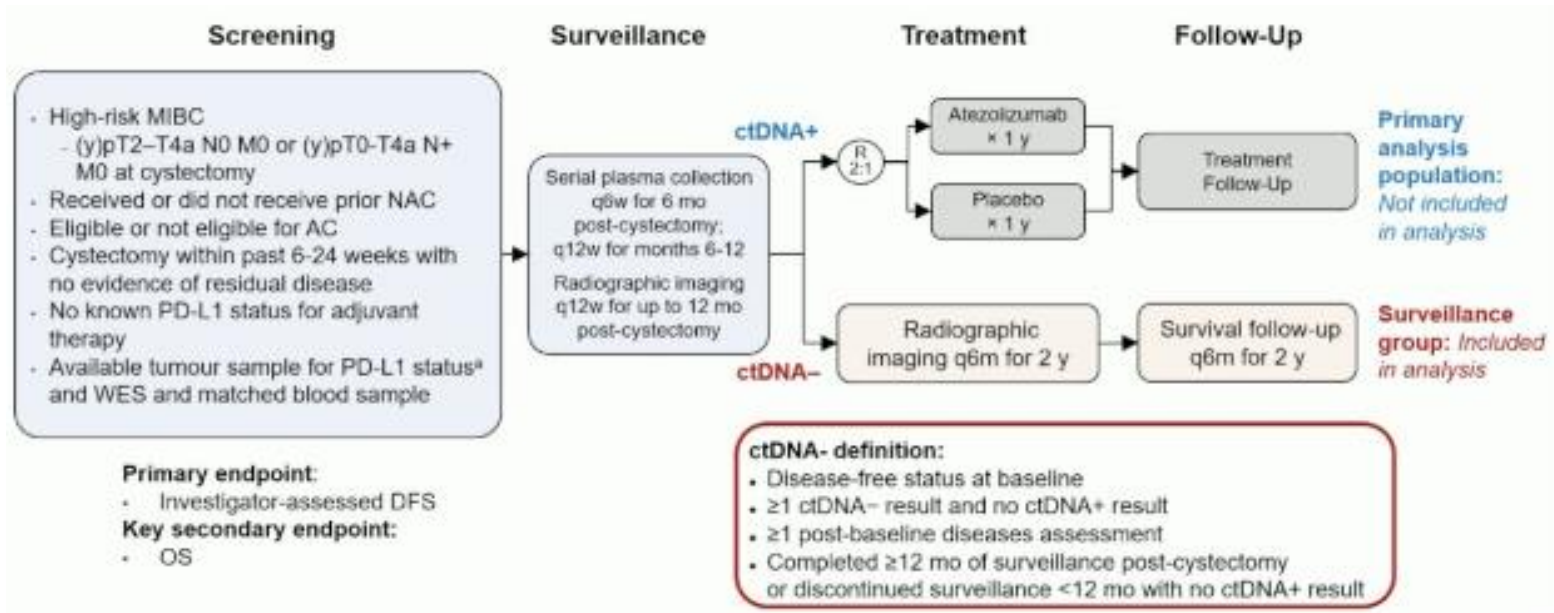 Screening
Surveillance
Treatment
Follow-Up
- High-risk MIBC
- (y)pT2–T4a N0 M0 or (y)pT0-T4a N+
M0 at cystectomy
- Received or did not receive prior NAC
- Eligible or not eligible for AC
- Cystectomy within past 6-24 weeks with
no evidence of residual disease
- No known PD-L1 status for adjuvant
therapy
- Available tumour sample for PD-L1 statusᵃ
and WES and matched blood sample
Primary endpoint:
- Investigator-assessed DFS
Key secondary endpoint:
- OS
Serial plasma collection
q6w for 6 mo
post-cystectomy;
q12w for months 6-12
Radiographic imaging
q12w for up to 12 mo
post-cystectomy
ctDNA+
R
2:1
Atezolizumab
× 1 y
Placebo
× 1 y
Treatment
Follow-Up
Primary
analysis
population:
Not included
in analysis
ctDNA–
Radiographic
imaging q6m for 2 y
Survival follow-up
q6m for 2 y
Surveillance
group: Included
in analysis
ctDNA- definition:
• Disease-free status at baseline
• ≥1 ctDNA− result and no ctDNA+ result
• ≥1 post-baseline diseases assessment
• Completed ≥12 mo of surveillance post-cystectomy
or discontinued surveillance <12 mo with no ctDNA+ result